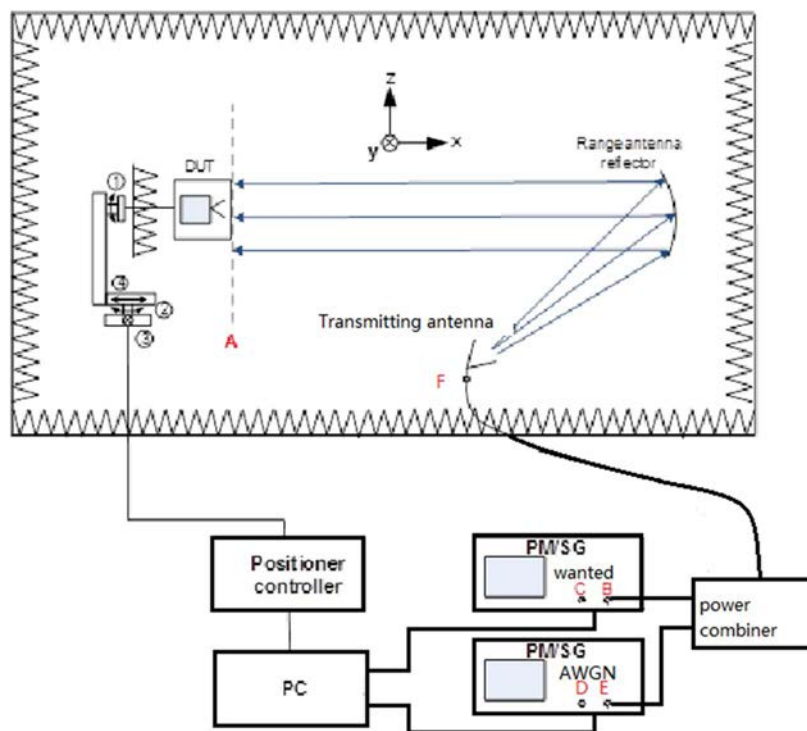 z
y
x
Rangeantenna
reflector
DUT
①
④
②
③
A
Transmitting antenna
F
Positioner
controller
PC
PM/SG
wanted
C B
PM/SG
AWGN
D E
power
combiner